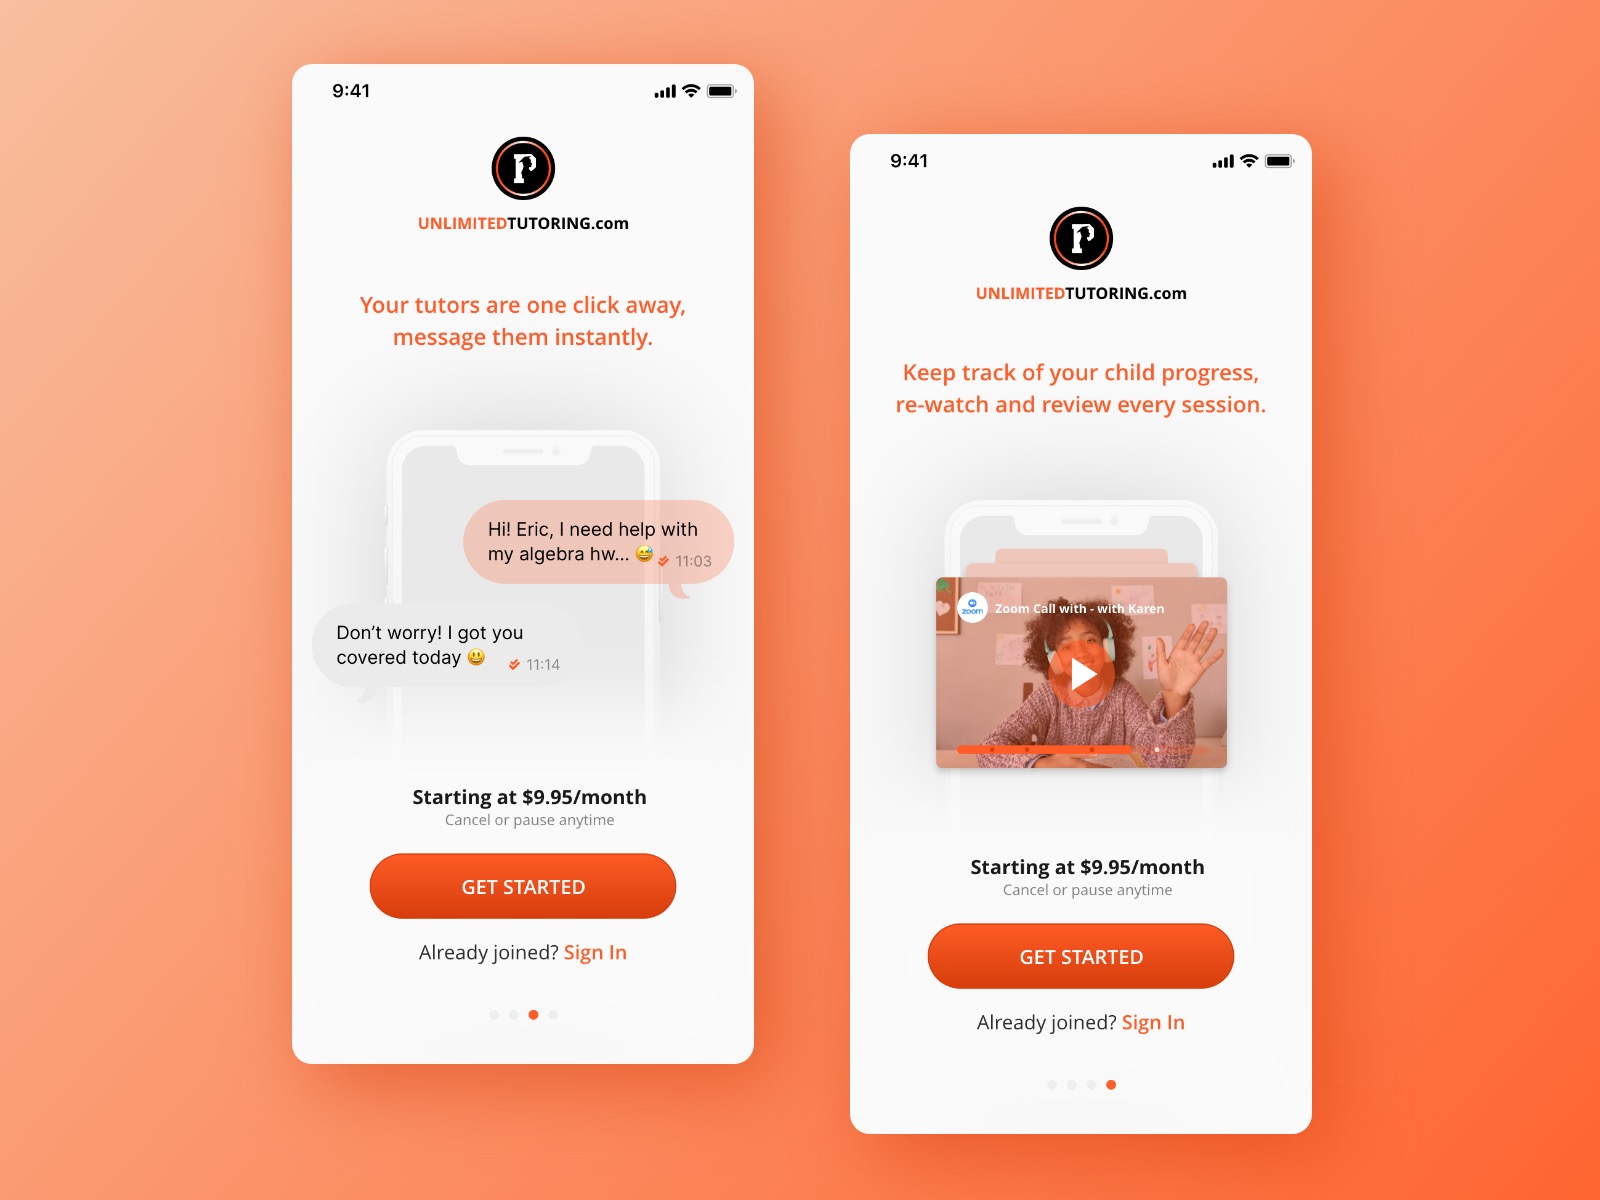 9:41
P
UNLIMITEDTUTORING.com
Your tutors are one click away,
message them instantly.
Hi! Eric, I need help with
my algebra hw... 😅 11:03
Don’t worry! I got you
covered today 😃 11:14
Starting at $9.95/month
Cancel or pause anytime
GET STARTED
Already joined? Sign In
9:41
P
UNLIMITEDTUTORING.com
Keep track of your child progress,
re-watch and review every session.
zoom Zoom Call with - with Karen
Starting at $9.95/month
Cancel or pause anytime
GET STARTED
Already joined? Sign In